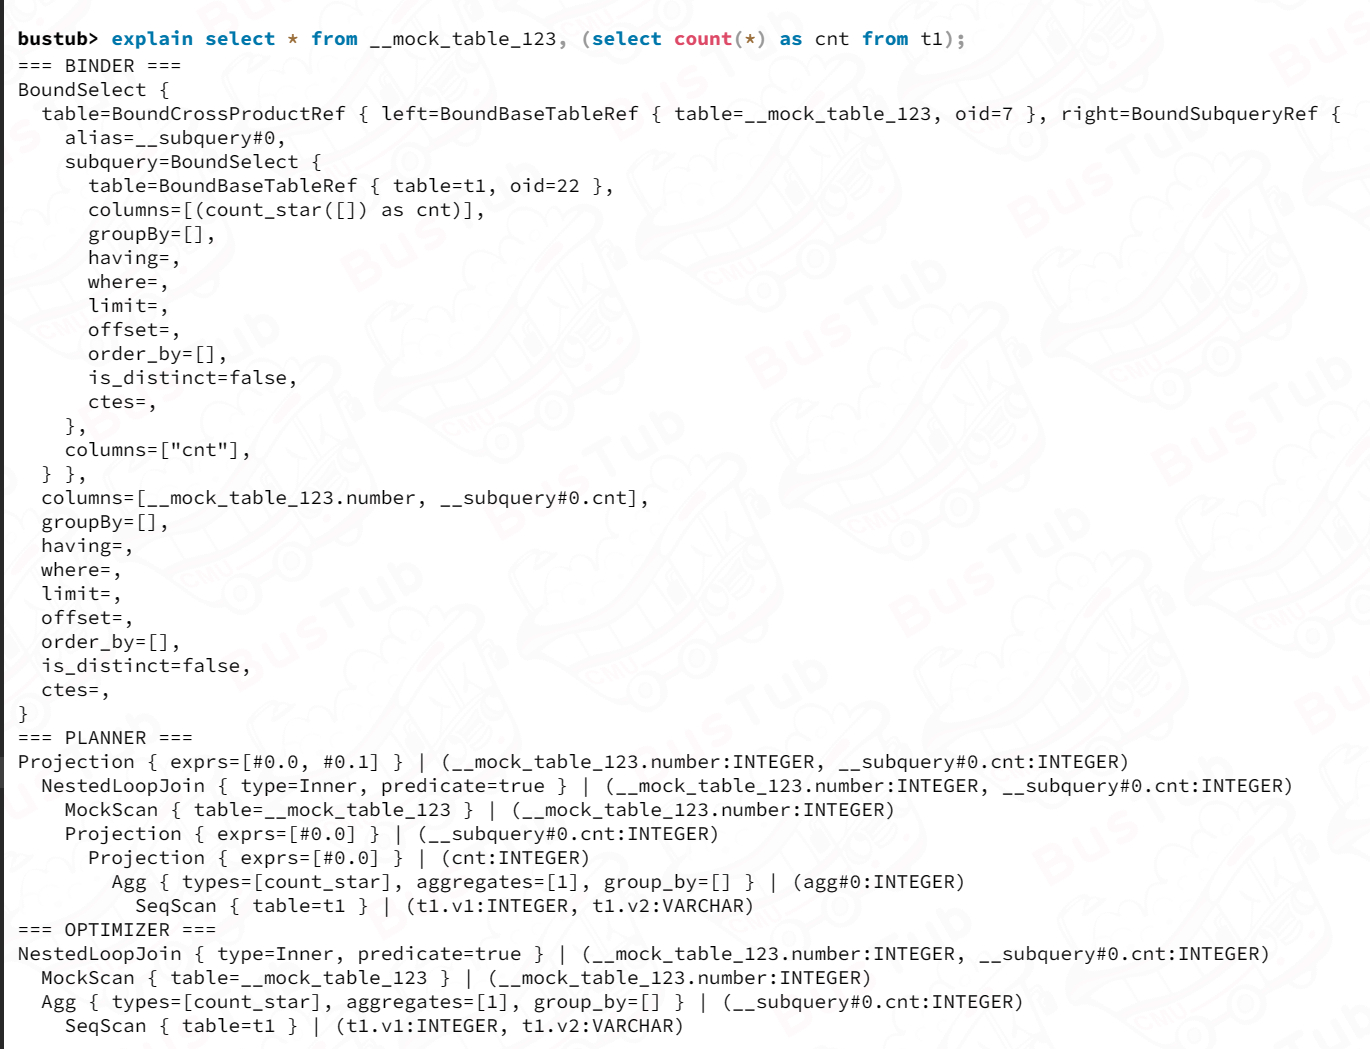 bustub> explain select * from __mock_table_123, (select count(*) as cnt from t1);
=== BINDER ===
BoundSelect {
  table=BoundCrossProductRef { left=BoundBaseTableRef { table=__mock_table_123, oid=7 }, right=BoundSubqueryRef {
    alias=__subquery#0,
    subquery=BoundSelect {
      table=BoundBaseTableRef { table=t1, oid=22 },
      columns=[(count_star([]) as cnt)],
      groupBy=[],
      having=,
      where=,
      limit=,
      offset=,
      order_by=[],
      is_distinct=false,
      ctes=,
    },
    columns=["cnt"],
  } },
  columns=[__mock_table_123.number, __subquery#0.cnt],
  groupBy=[],
  having=,
  where=,
  limit=,
  offset=,
  order_by=[],
  is_distinct=false,
  ctes=,
}
=== PLANNER ===
Projection { exprs=[#0.0, #0.1] } | (__mock_table_123.number:INTEGER, __subquery#0.cnt:INTEGER)
  NestedLoopJoin { type=Inner, predicate=true } | (__mock_table_123.number:INTEGER, __subquery#0.cnt:INTEGER)
    MockScan { table=__mock_table_123 } | (__mock_table_123.number:INTEGER)
    Projection { exprs=[#0.0] } | (__subquery#0.cnt:INTEGER)
      Projection { exprs=[#0.0] } | (cnt:INTEGER)
        Agg { types=[count_star], aggregates=[1], group_by=[] } | (agg#0:INTEGER)
          SeqScan { table=t1 } | (t1.v1:INTEGER, t1.v2:VARCHAR)
=== OPTIMIZER ===
NestedLoopJoin { type=Inner, predicate=true } | (__mock_table_123.number:INTEGER, __subquery#0.cnt:INTEGER)
  MockScan { table=__mock_table_123 } | (__mock_table_123.number:INTEGER)
  Agg { types=[count_star], aggregates=[1], group_by=[] } | (__subquery#0.cnt:INTEGER)
    SeqScan { table=t1 } | (t1.v1:INTEGER, t1.v2:VARCHAR)
BusTub
CMU